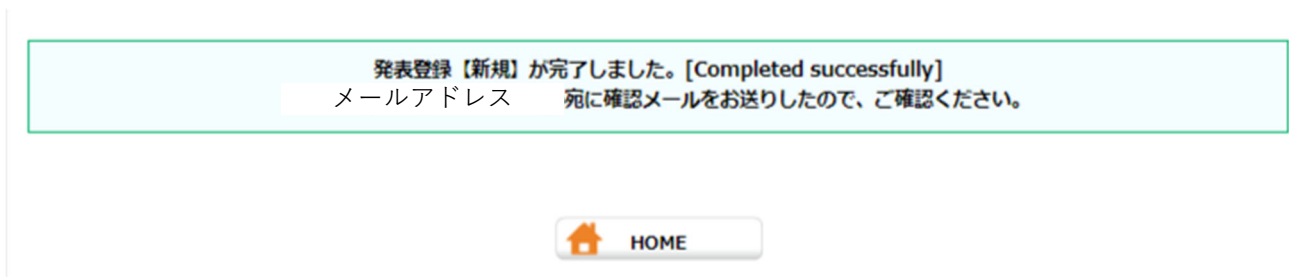 発表登録【新規】が完了しました。[Completed successfully]
メールアドレス 宛に確認メールをお送りしたので、ご確認ください。
HOME